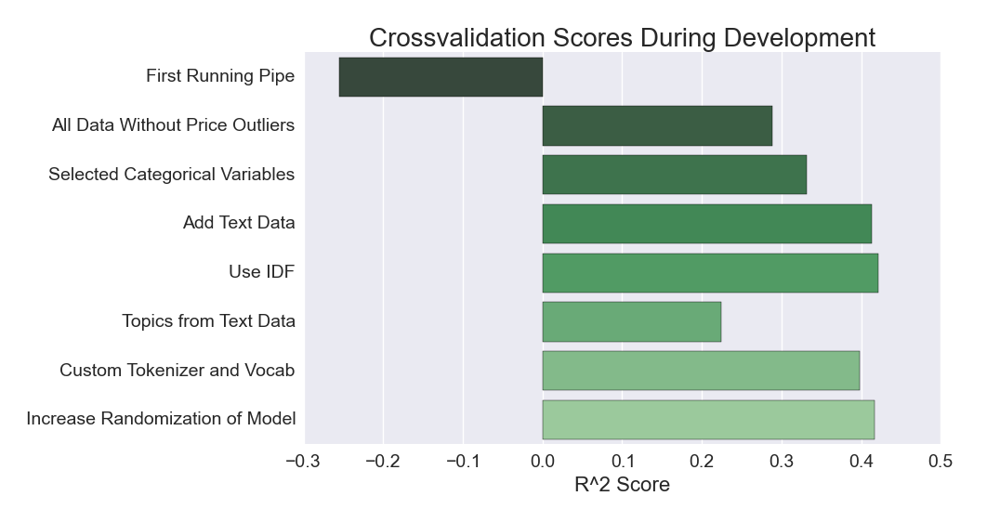 Crossvalidation Scores During Development
First Running Pipe
All Data Without Price Outliers
Selected Categorical Variables
Add Text Data
Use IDF
Topics from Text Data
Custom Tokenizer and Vocab
Increase Randomization of Model
−0.3 −0.2 −0.1 0.0 0.1 0.2 0.3 0.4 0.5
R^2 Score